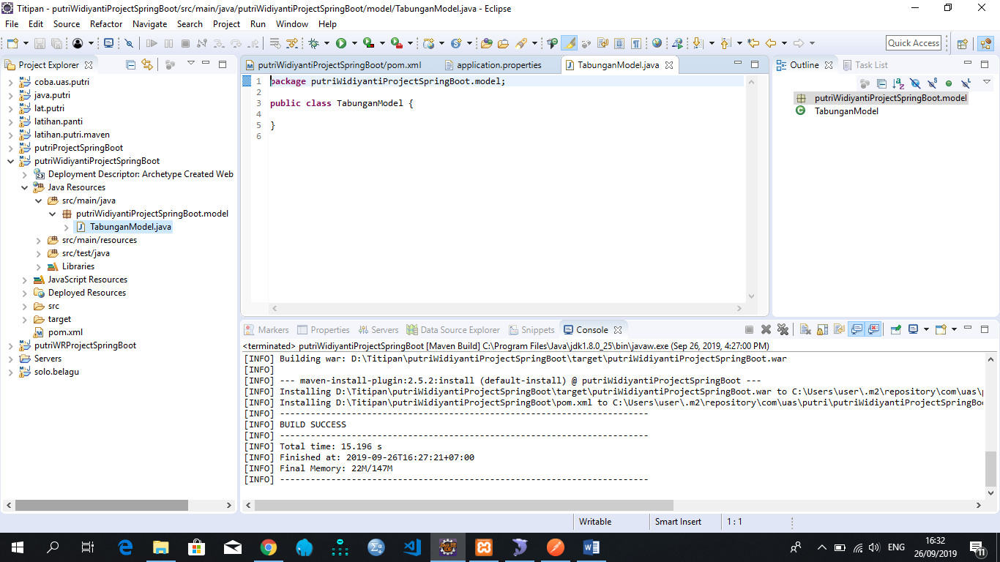 Titipan - putriWidiyantiProjectSpringBoot/src/main/java/putriWidiyantiProjectSpringBoot/model/TabunganModel.java - Eclipse
File Edit Source Refactor Navigate Search Project Run Window Help
Quick Access
Project Explorer
coba.uas.putri
java.putri
lat.putri
latihan.panti
latihan.putri.maven
putriProjectSpringBoot
putriWidiyantiProjectSpringBoot
Deployment Descriptor: Archetype Created Web
Java Resources
src/main/java
putriWidiyantiProjectSpringBoot.model
TabunganModel.java
src/main/resources
src/test/java
Libraries
JavaScript Resources
Deployed Resources
src
target
pom.xml
putriWRProjectSpringBoot
Servers
solo.belagu
putriWidiyantiProjectSpringBoot/pom.xml application.properties TabunganModel.java
1 package putriWidiyantiProjectSpringBoot.model;
2
3 public class TabunganModel {
4
5 }
6
Outline Task List
putriWidiyantiProjectSpringBoot.model
TabunganModel
Markers Properties Servers Data Source Explorer Snippets Console
<terminated> putriWidiyantiProjectSpringBoot [Maven Build] C:\Program Files\Java\jdk1.8.0_25\bin\javaw.exe (Sep 26, 2019, 4:27:00 PM)
[INFO] Building war: D:\Titipan\putriWidiyantiProjectSpringBoot\target\putriWidiyantiProjectSpringBoot.war
[INFO]
[INFO] --- maven-install-plugin:2.5.2:install (default-install) @ putriWidiyantiProjectSpringBoot ---
[INFO] Installing D:\Titipan\putriWidiyantiProjectSpringBoot\target\putriWidiyantiProjectSpringBoot.war to C:\Users\user\.m2\repository\com\uas\p
[INFO] Installing D:\Titipan\putriWidiyantiProjectSpringBoot\pom.xml to C:\Users\user\.m2\repository\com\uas\putri\putriWidiyantiProjectSpringBoo
[INFO] ------------------------------------------------------------------------
[INFO] BUILD SUCCESS
[INFO] ------------------------------------------------------------------------
[INFO] Total time: 15.196 s
[INFO] Finished at: 2019-09-26T16:27:21+07:00
[INFO] Final Memory: 22M/147M
[INFO] ------------------------------------------------------------------------
Writable Smart Insert 1 : 1
ENG 16:32
26/09/2019
11